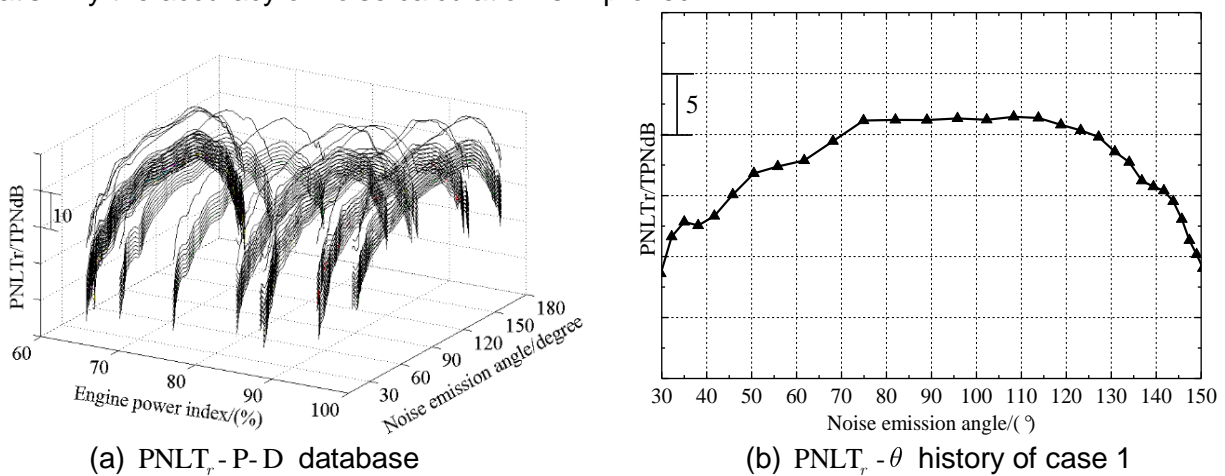 10
PNLTr/TPNdB
60
70
80
90
100
Engine power index/(%)
30
60
90
120
150
180
Noise emission angle/degree
(a) PNLTr - P- D database
5
PNLTr/TPNdB
30 40 50 60 70 80 90 100 110 120 130 140 150
Noise emission angle/(°)
(b) PNLTr - θ history of case 1